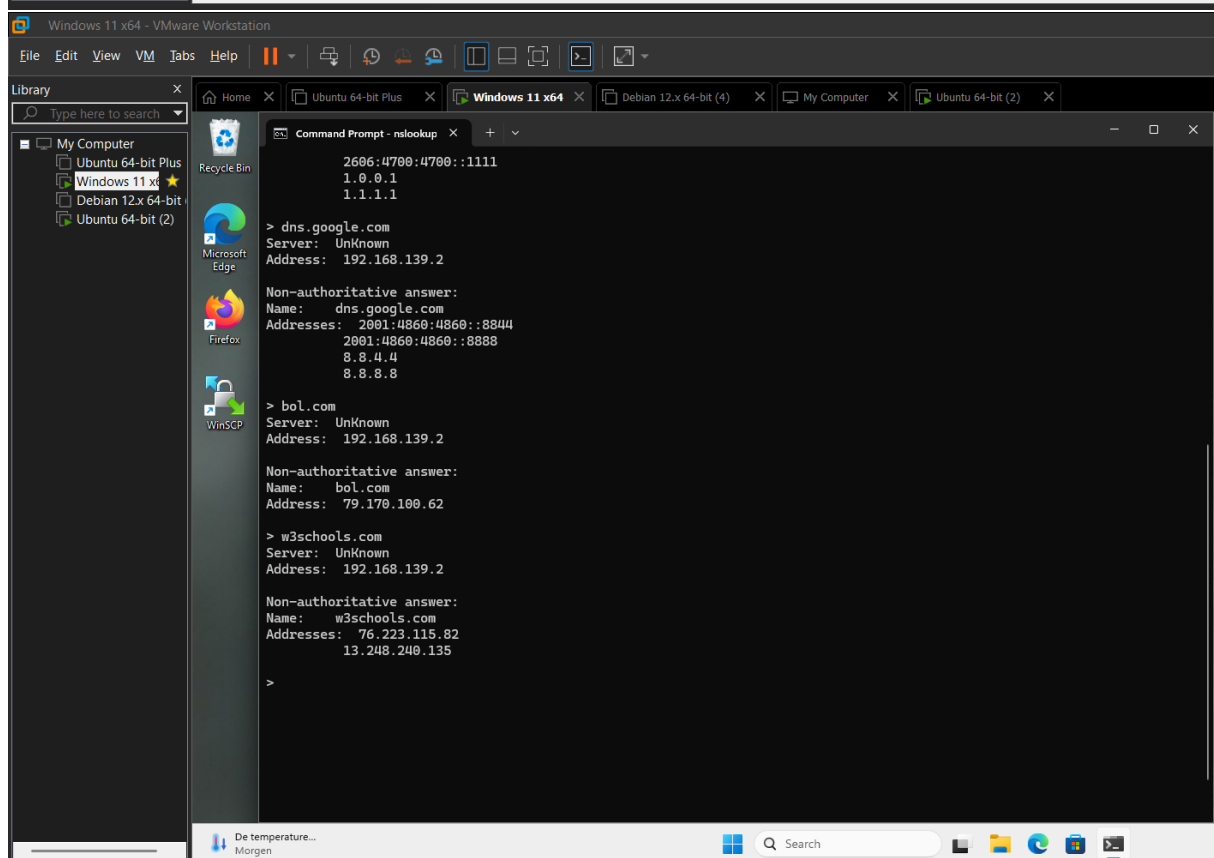 Windows 11 x64 - VMware Workstation
File Edit View VM Tabs Help
Library X
Home X Ubuntu 64-bit Plus X Windows 11 x64 X Debian 12.x 64-bit (4) X My Computer X Ubuntu 64-bit (2) X
Type here to search
My Computer
Ubuntu 64-bit Plus
Windows 11 x6
Debian 12.x 64-bit
Ubuntu 64-bit (2)
Recycle Bin
Microsoft
Edge
Firefox
WinSCP
Command Prompt - nslookup
2606:4700:4700::1111
1.0.0.1
1.1.1.1
> dns.google.com
Server: UnKnown
Address: 192.168.139.2
Non-authoritative answer:
Name: dns.google.com
Addresses: 2001:4860:4860::8844
2001:4860:4860::8888
8.8.4.4
8.8.8.8
> bol.com
Server: UnKnown
Address: 192.168.139.2
Non-authoritative answer:
Name: bol.com
Address: 79.170.100.62
> w3schools.com
Server: UnKnown
Address: 192.168.139.2
Non-authoritative answer:
Name: w3schools.com
Addresses: 76.223.115.82
13.248.240.135
>
De temperature...
Morgen
Search